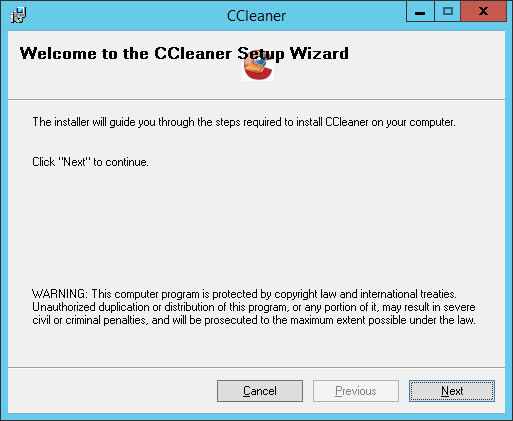 CCleaner
Welcome to the CCleaner Setup Wizard
The installer will guide you through the steps required to install CCleaner on your computer.
Click "Next" to continue.
WARNING: This computer program is protected by copyright law and international treaties.
Unauthorized duplication or distribution of this program, or any portion of it, may result in severe
civil or criminal penalties, and will be prosecuted to the maximum extent possible under the law.
Cancel
Previous
Next